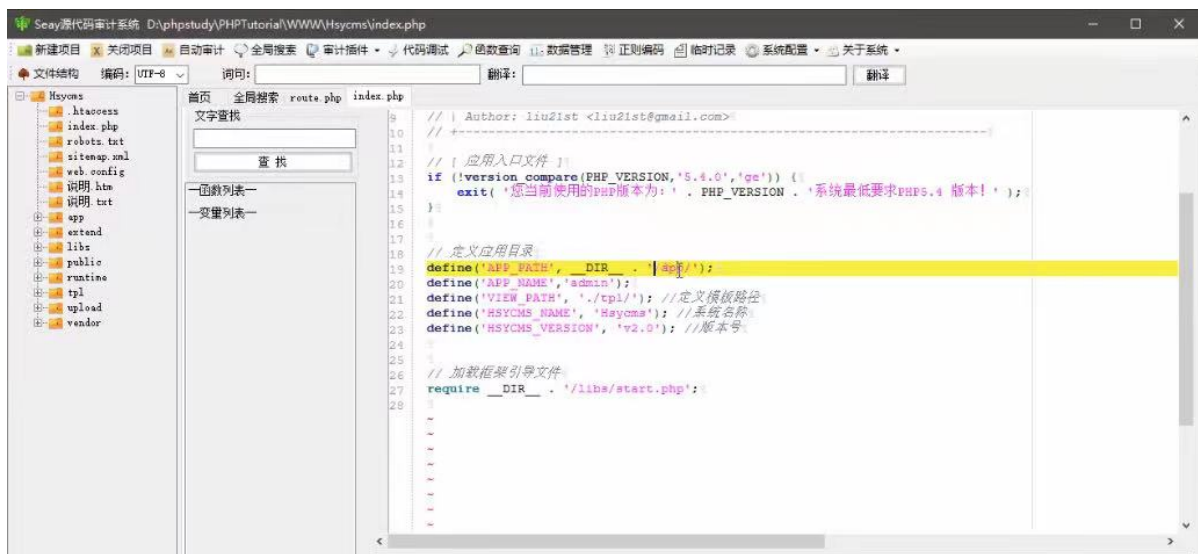 Seay源代码审计系统 D:\phpstudy\PHPTutorial\WWW\Hsycms\index.php
新建项目 关闭项目 自动审计 全局搜索 审计插件 代码调试 函数查询 数据管理 正则编码 临时记录 系统配置 关于系统
文件结构 编码: UTF-8 词句: 翻译: 翻译
Hsycms
.htaccess
index.php
robots.txt
sitemap.xml
web.config
说明.htm
说明.txt
app
extend
libs
public
runtime
tpl
upload
vendor
首页 全局搜索 route.php index.php
文字查找
查 找
函数列表
变量列表
9 // | Author: liu21st <liu21st@gmail.com>
10 // +----------------------------------------------------------------------
11
12 // [ 应用入口文件 ]
13 if (!version_compare(PHP_VERSION,'5.4.0','ge')) {
14 exit( '您当前使用的PHP版本为：' . PHP_VERSION . '系统最低要求PHP5.4 版本！' );
15 }
16
17
18 // 定义应用目录
19 define('APP_PATH', __DIR__ . '/app/');
20 define('APP_NAME','admin');
21 define('VIEW_PATH', './tpl/'); //定义模板路径
22 define('HSYCMS_NAME', 'Hsycms'); //系统名称
23 define('HSYCMS_VERSION', 'v2.0'); //版本号
24
25
26 // 加载框架引导文件
27 require __DIR__ . '/libs/start.php';
28
~
~
~
~
~
~
~
~